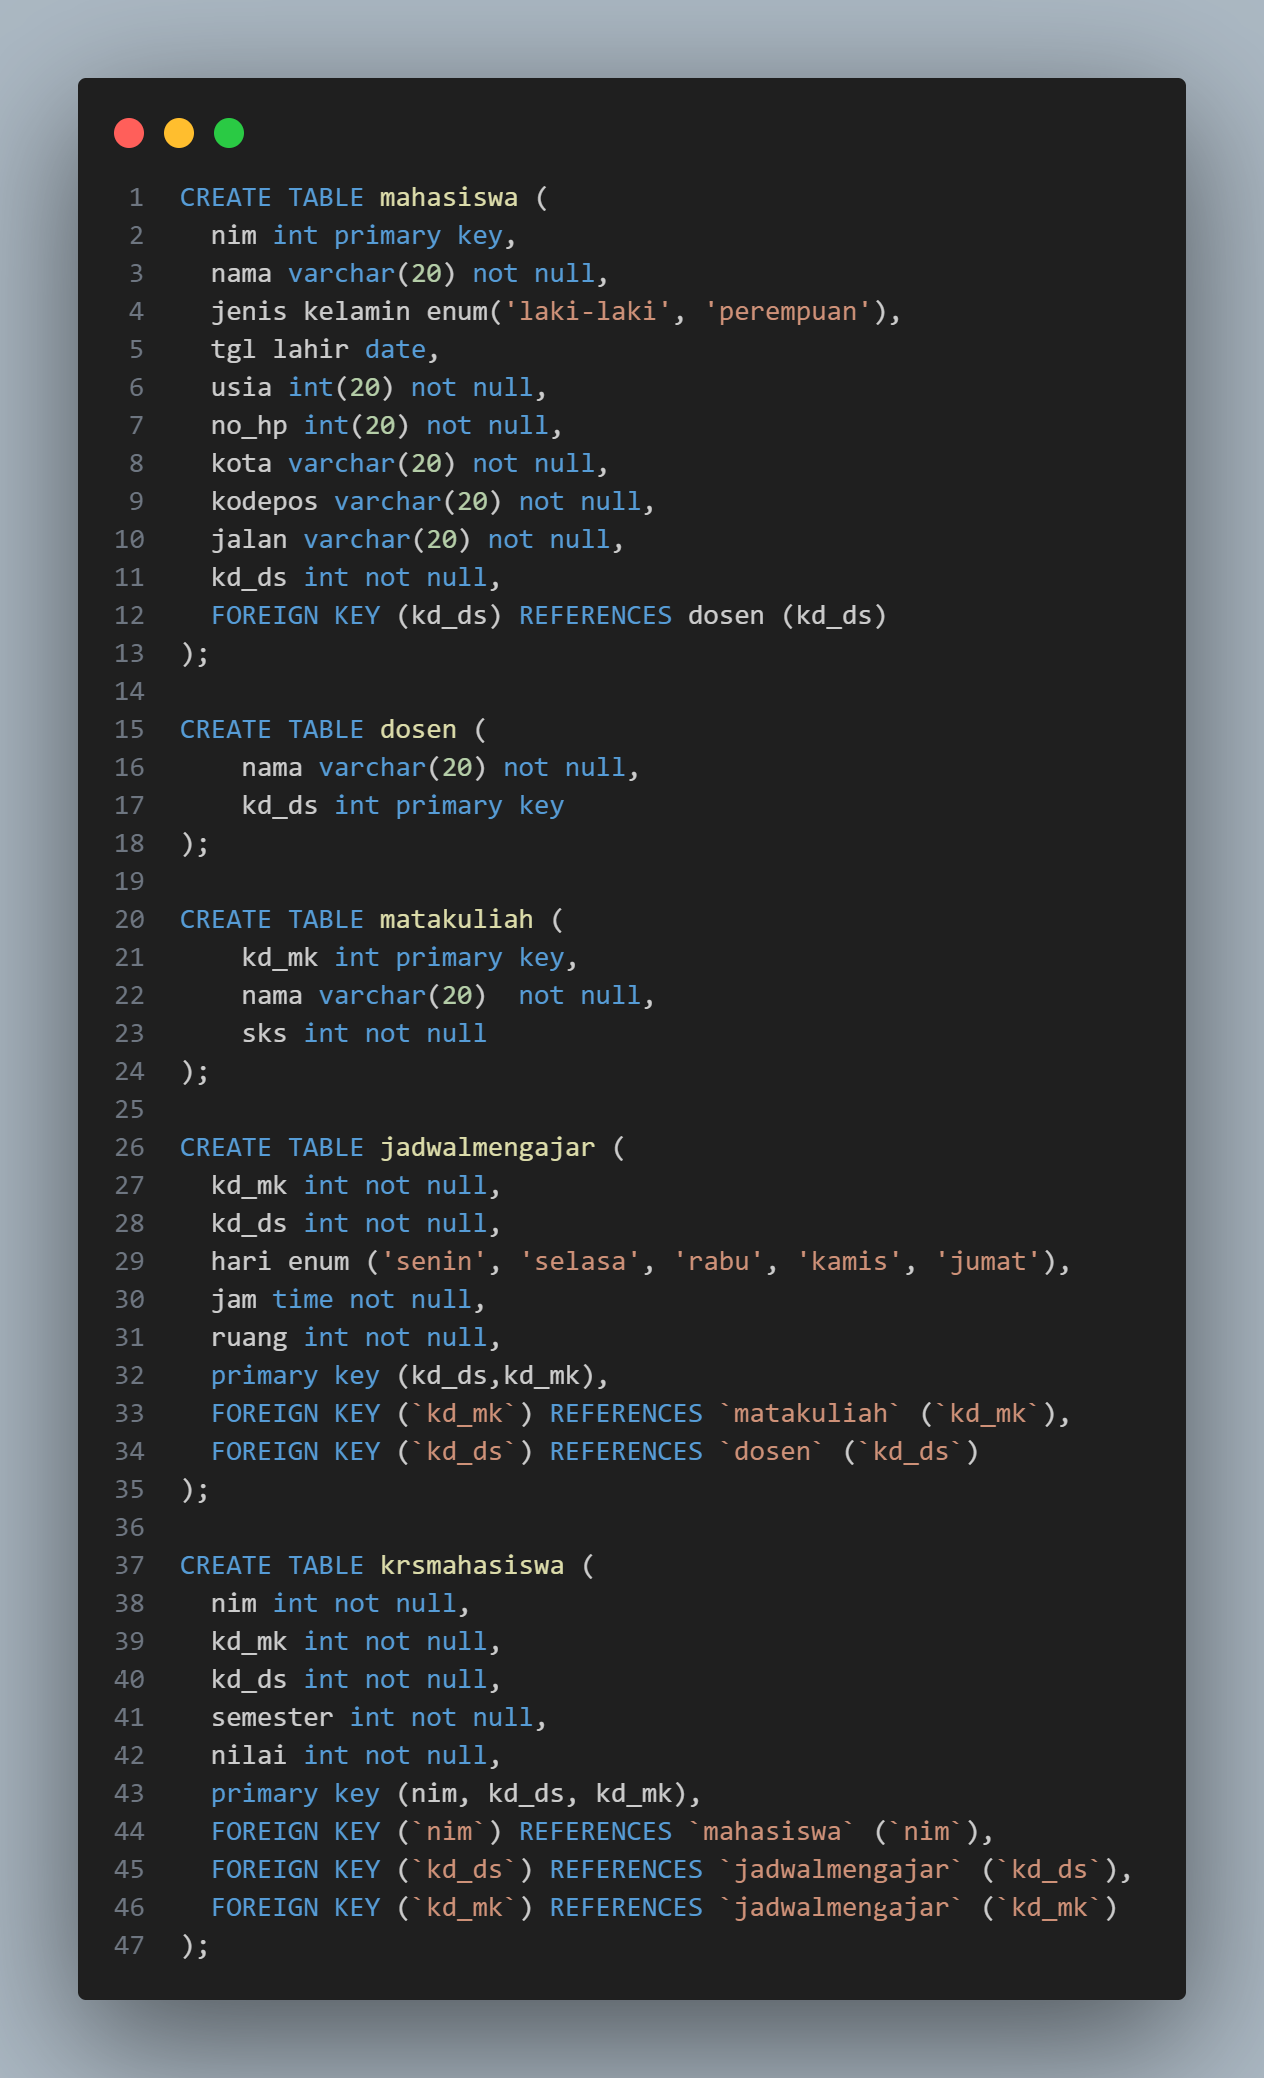 1 CREATE TABLE mahasiswa (
2   nim int primary key,
3   nama varchar(20) not null,
4   jenis kelamin enum('laki-laki', 'perempuan'),
5   tgl lahir date,
6   usia int(20) not null,
7   no_hp int(20) not null,
8   kota varchar(20) not null,
9   kodepos varchar(20) not null,
10   jalan varchar(20) not null,
11   kd_ds int not null,
12   FOREIGN KEY (kd_ds) REFERENCES dosen (kd_ds)
13 );
14
15 CREATE TABLE dosen (
16     nama varchar(20) not null,
17     kd_ds int primary key
18 );
19
20 CREATE TABLE matakuliah (
21     kd_mk int primary key,
22     nama varchar(20)  not null,
23     sks int not null
24 );
25
26 CREATE TABLE jadwalmengajar (
27   kd_mk int not null,
28   kd_ds int not null,
29   hari enum ('senin', 'selasa', 'rabu', 'kamis', 'jumat'),
30   jam time not null,
31   ruang int not null,
32   primary key (kd_ds,kd_mk),
33   FOREIGN KEY (`kd_mk`) REFERENCES `matakuliah` (`kd_mk`),
34   FOREIGN KEY (`kd_ds`) REFERENCES `dosen` (`kd_ds`)
35 );
36
37 CREATE TABLE krsmahasiswa (
38   nim int not null,
39   kd_mk int not null,
40   kd_ds int not null,
41   semester int not null,
42   nilai int not null,
43   primary key (nim, kd_ds, kd_mk),
44   FOREIGN KEY (`nim`) REFERENCES `mahasiswa` (`nim`),
45   FOREIGN KEY (`kd_ds`) REFERENCES `jadwalmengajar` (`kd_ds`),
46   FOREIGN KEY (`kd_mk`) REFERENCES `jadwalmengajar` (`kd_mk`)
47 );